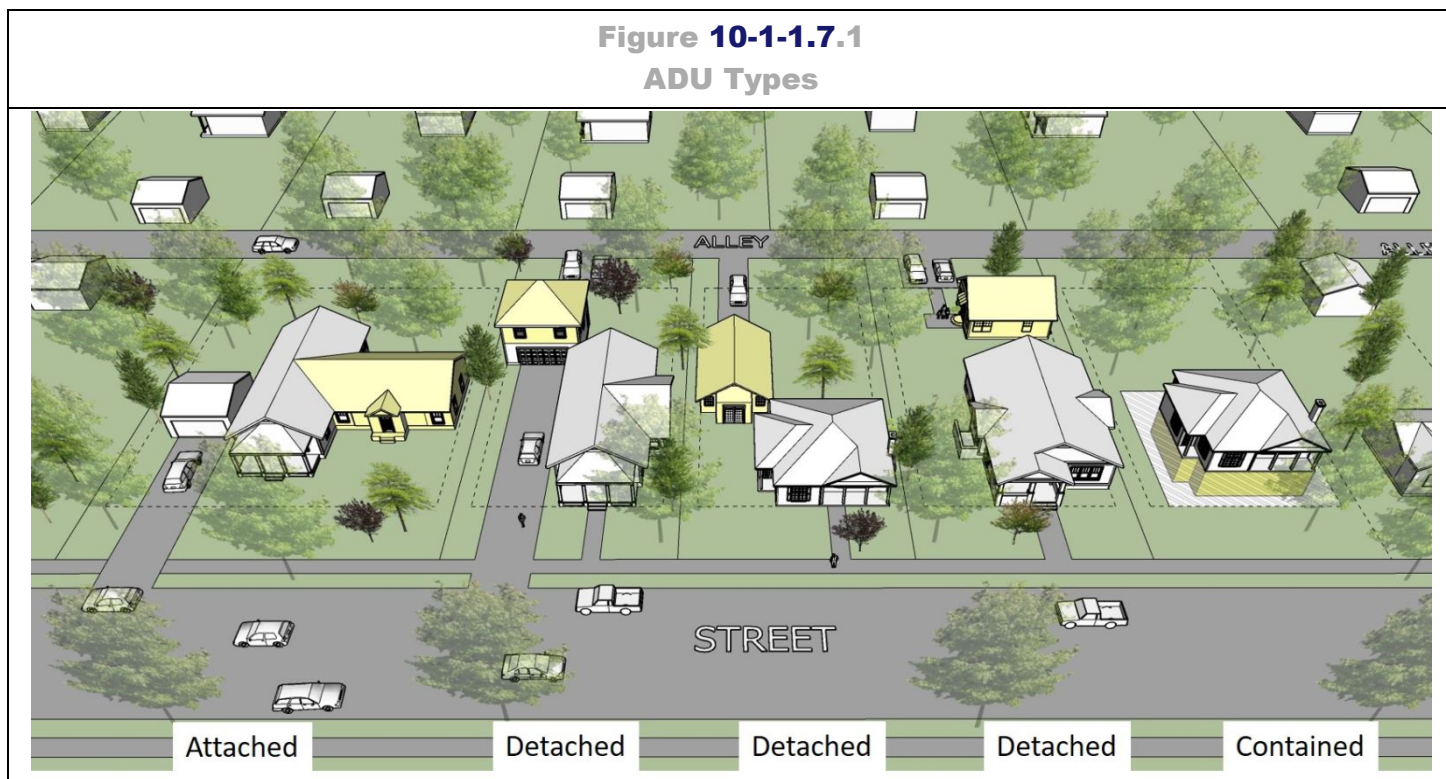 Figure 10-1-1.7.1
ADU Types
ALLEY
STREET
Attached Detached Detached Detached Contained